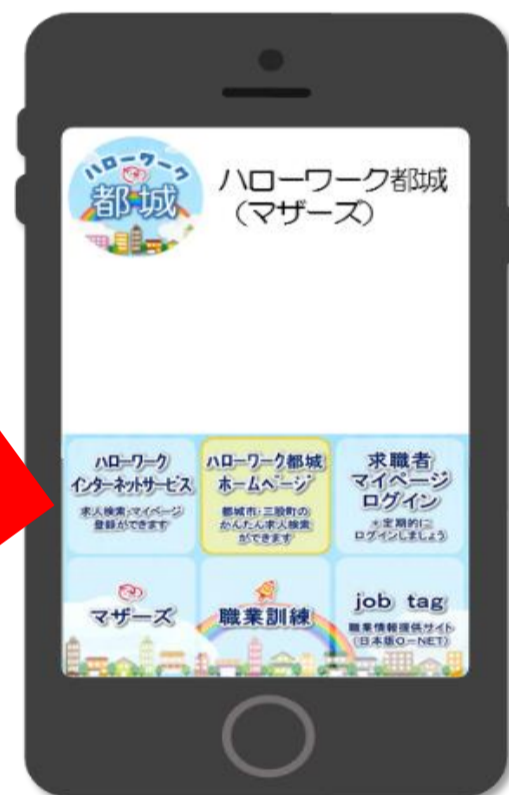 ハローワーク
都城
ハローワーク都城
（マザーズ）
ハローワーク
インターネットサービス
求人検索・マイページ
登録ができます
ハローワーク都城
ホームページ
都城市・三股町の
かんたん求人検索
ができます
求職者
マイページ
ログイン
＊定期的に
ログインしましょう
マザーズ
職業訓練
job tag
職業情報提供サイト
（日本版O-NET）